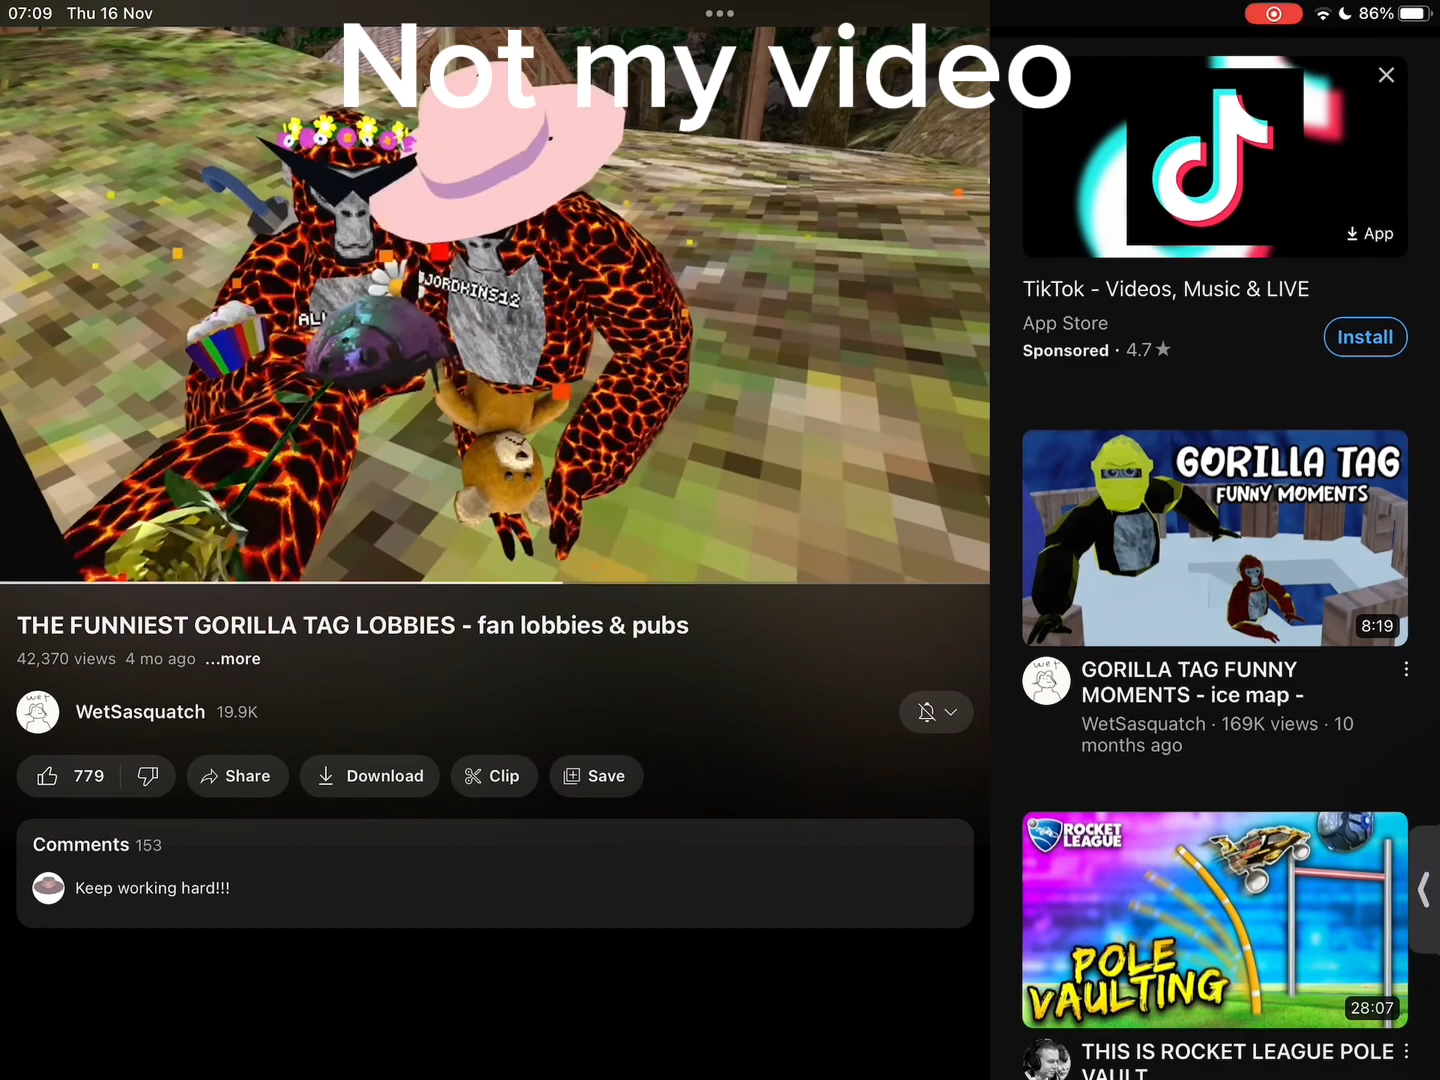 07:09 Thu 16 Nov
86%
Not my video
JORDKINS12
App
TikTok - Videos, Music & LIVE
App Store
Sponsored · 4.7★
Install
GORILLA TAG
FUNNY MOMENTS
8:19
GORILLA TAG FUNNY
MOMENTS - ice map -
WetSasquatch · 169K views · 10
months ago
THE FUNNIEST GORILLA TAG LOBBIES - fan lobbies & pubs
42,370 views 4 mo ago ...more
wet
WetSasquatch 19.9K
779
Share
Download
Clip
Save
Comments 153
Keep working hard!!!
ROCKET
LEAGUE
POLE
VAULTING
28:07
THIS IS ROCKET LEAGUE POLE
VAULT